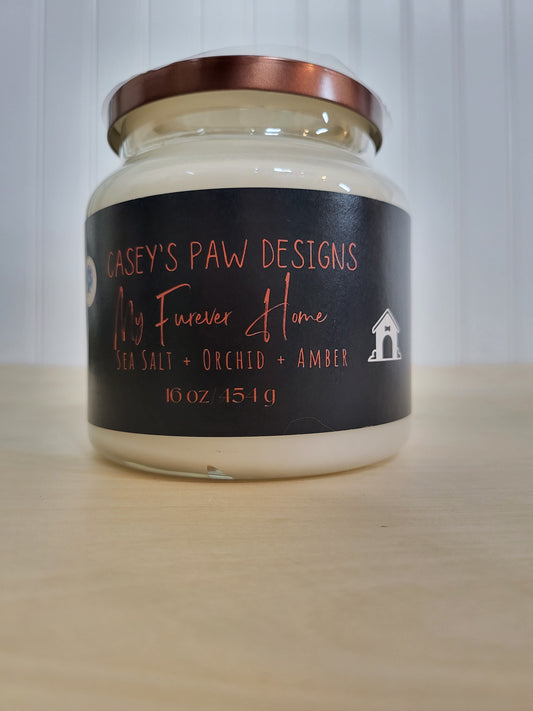 CASEY'S PAW DESIGNS
My Furever Home
SEA SALT + ORCHID + AMBER
16 oz/454 g